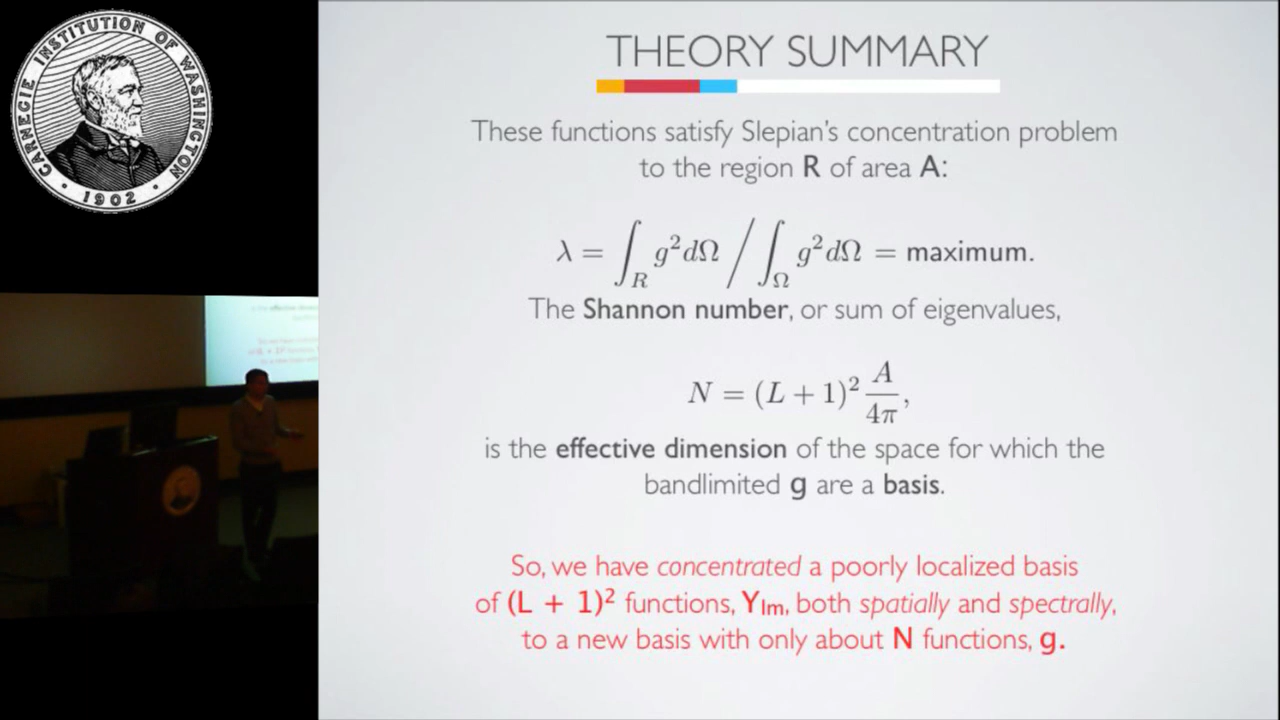 CARNEGIE INSTITUTION OF WASHINGTON
· 1902 ·
THEORY SUMMARY
These functions satisfy Slepian's concentration problem
to the region R of area A:
λ = ∫_R g² dΩ / ∫_Ω g² dΩ = maximum.
The Shannon number, or sum of eigenvalues,
N = (L + 1)² A/4π,
is the effective dimension of the space for which the
bandlimited g are a basis.
So, we have concentrated a poorly localized basis
of (L + 1)² functions, Ylm, both spatially and spectrally,
to a new basis with only about N functions, g.